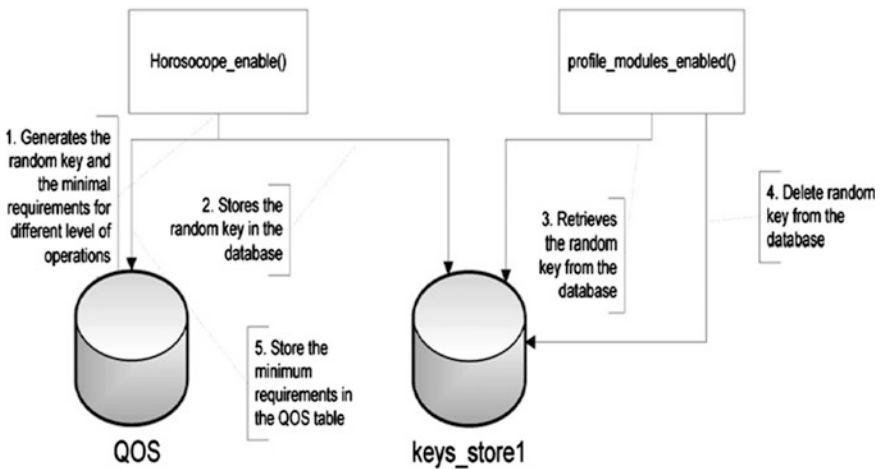 Horosocope_enable()
profile_modules_enabled()
1. Generates the
random key and
the minimal
requirements for
different level of
operations
2. Stores the
random key in the
database
3. Retrieves
the random
key from the
database
4. Delete random
key from the
database
5. Store the
minimum
requirements in
the QOS table
QOS
keys_store1